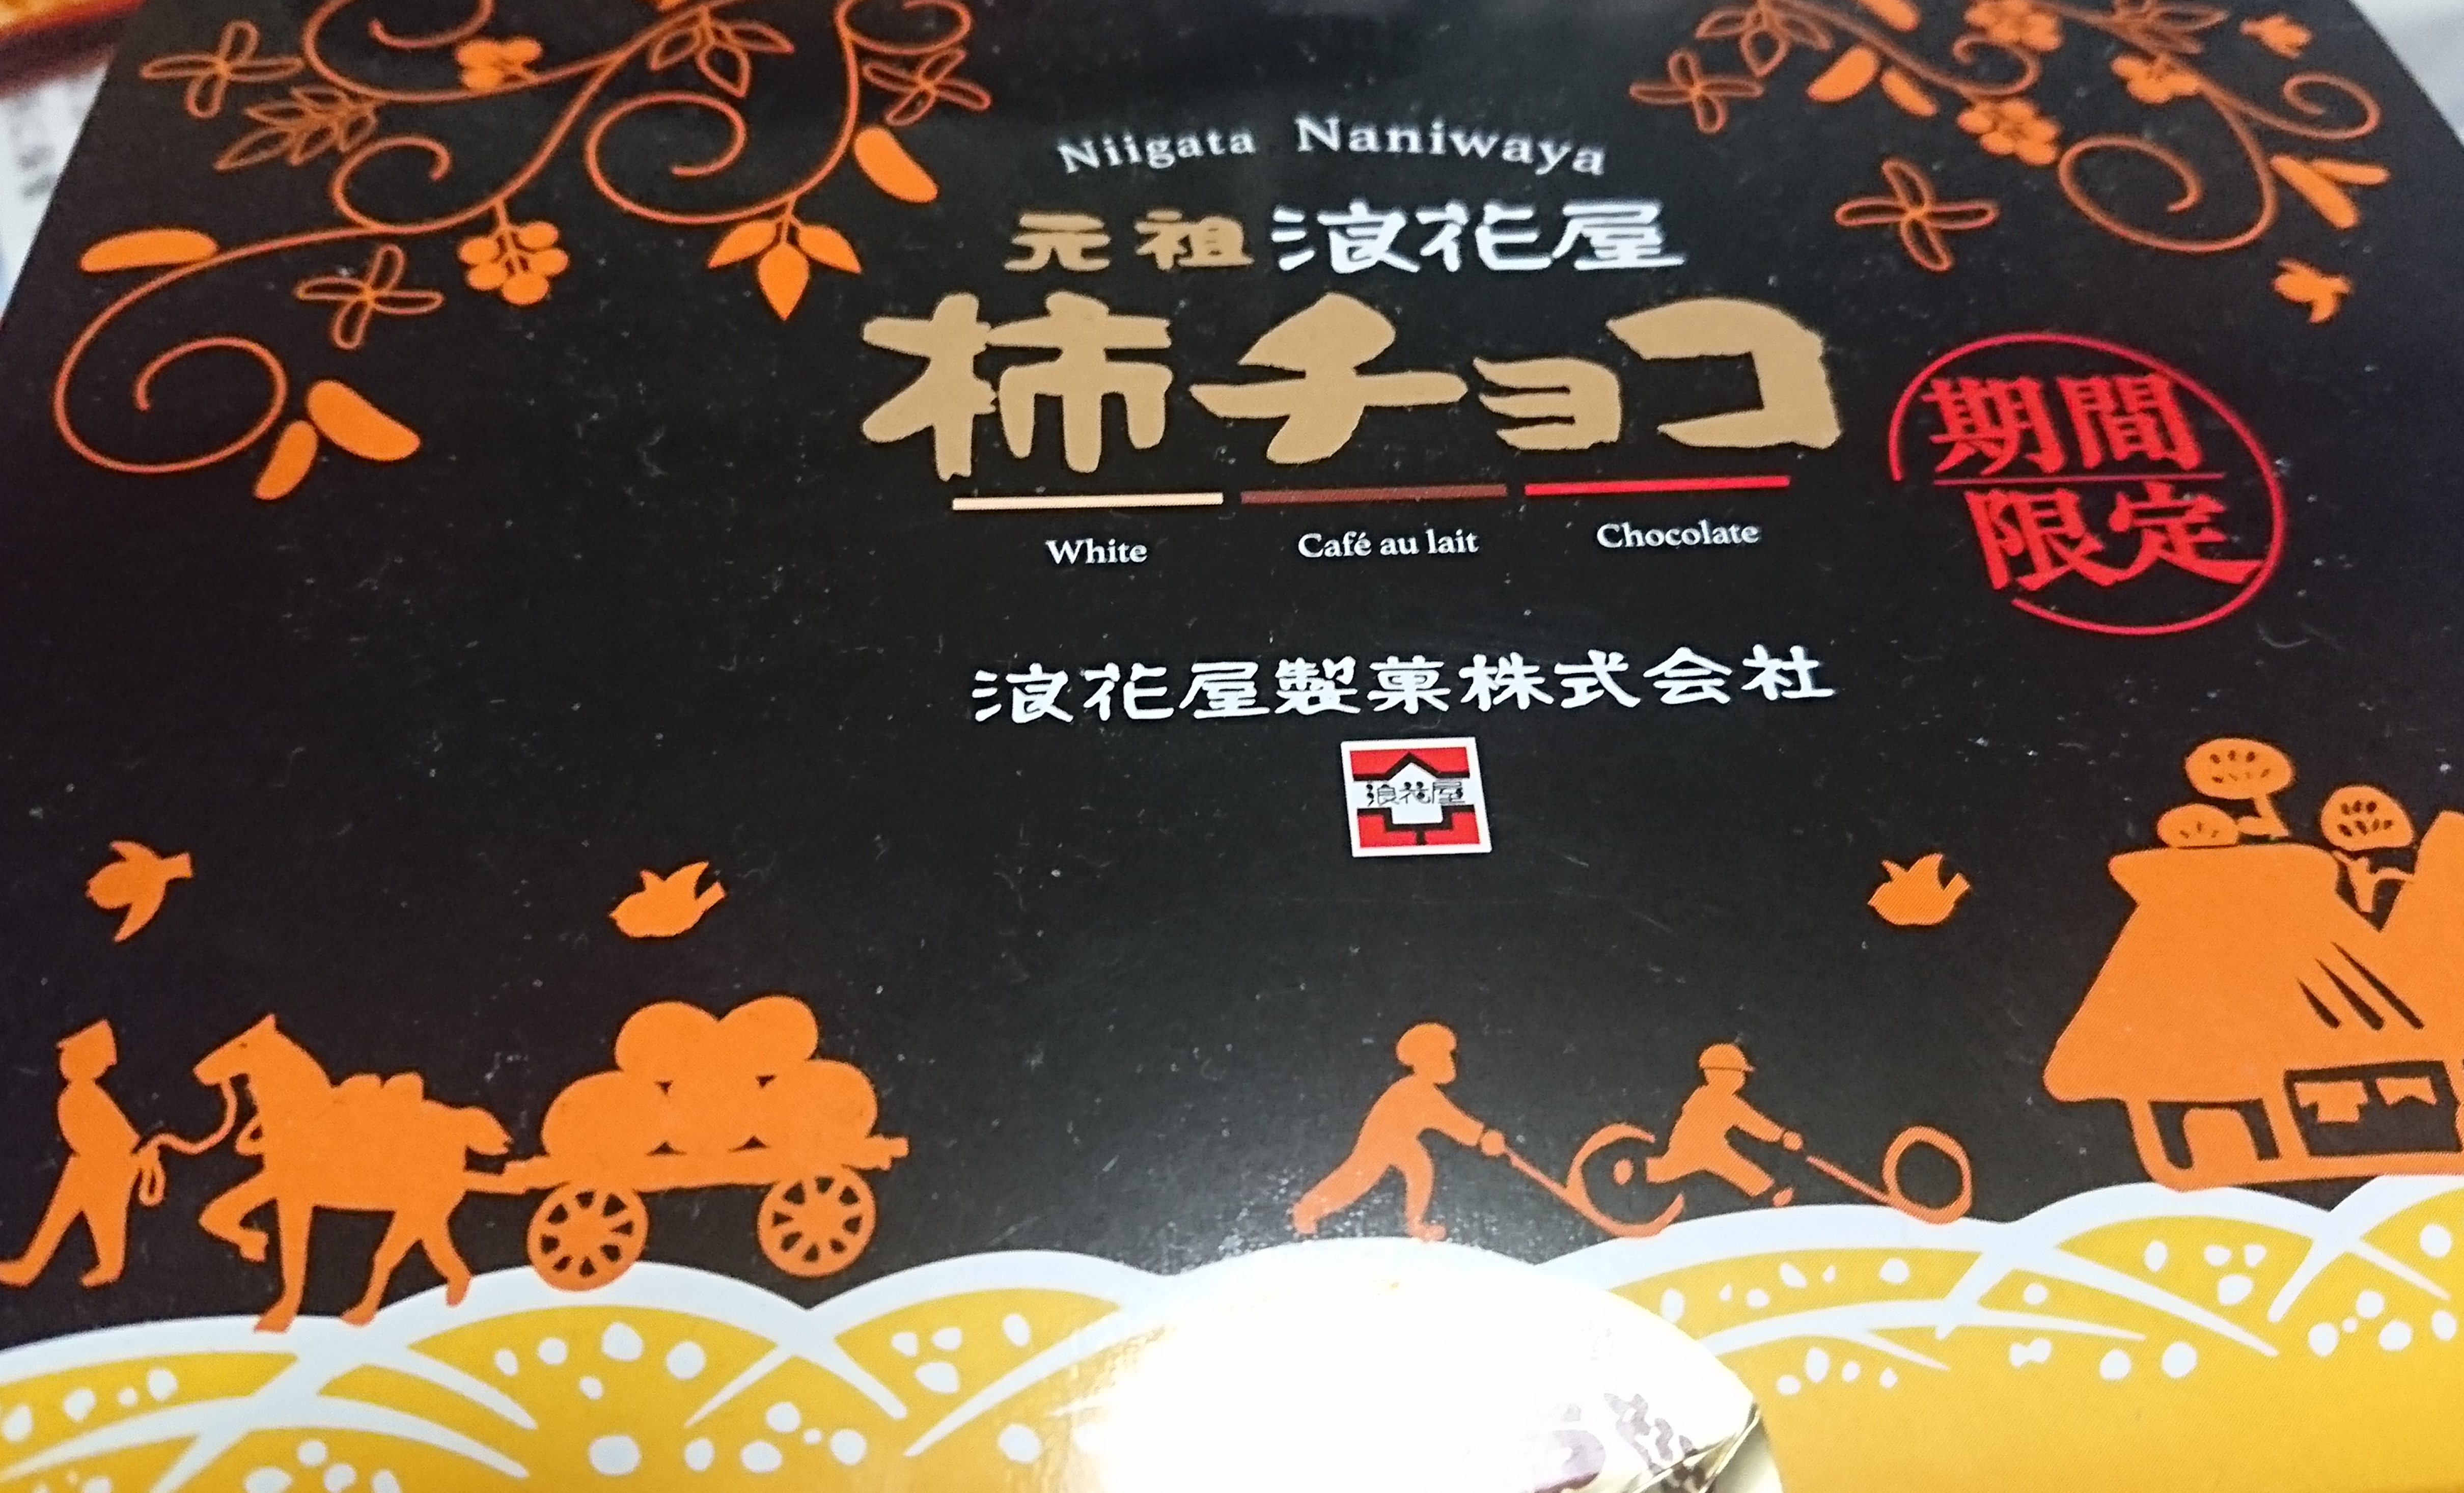 Niigata Naniwaya
元祖 浪花屋
柿チョコ
期間
限定
White
Café au lait
Chocolate
浪花屋製菓株式会社
浪花屋